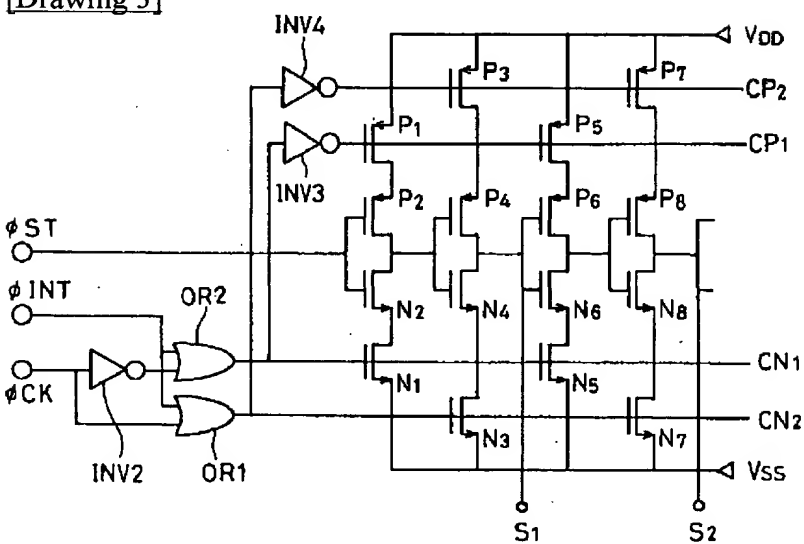 [Drawing 5]
INV4
VDD
P3
P7
CP2
P1
P5
CP1
INV3
P2
P4
P6
P8
φST
φINT
OR2
N2
N4
N6
N8
φCK
N1
N5
CN1
N3
N7
CN2
INV2
OR1
VSS
S1
S2